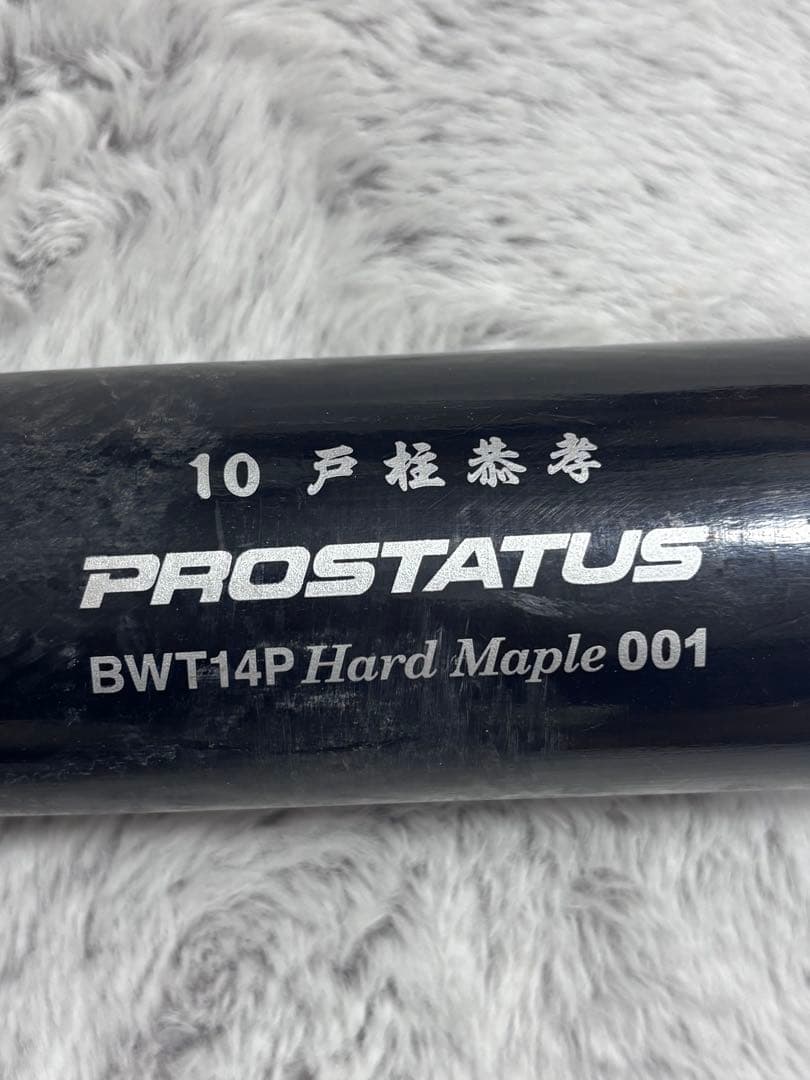 10 戸柱恭孝
PROSTATUS
BWT14P Hard Maple 001